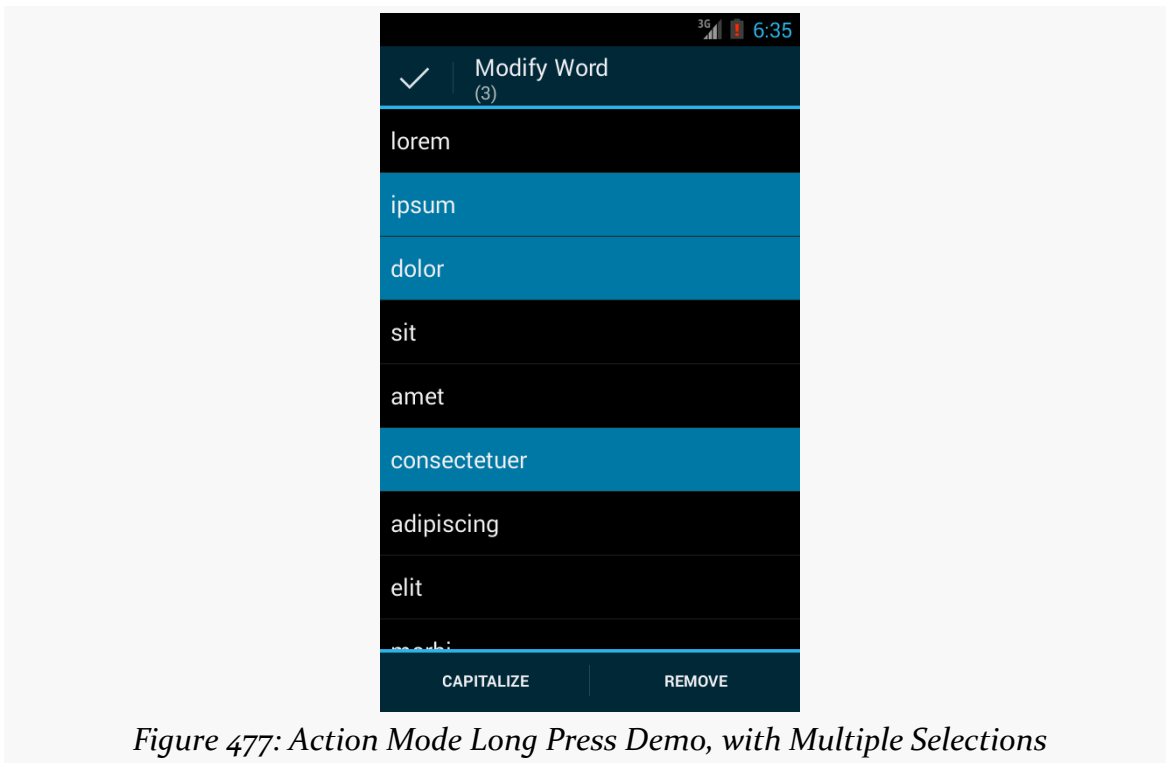 3G 6:35
Modify Word
(3)
lorem
ipsum
dolor
sit
amet
consectetuer
adipiscing
elit
morbi
CAPITALIZE REMOVE
Figure 477: Action Mode Long Press Demo, with Multiple Selections